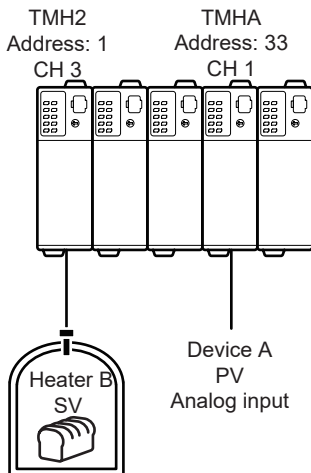 TMH2
Address: 1
CH 3
TMHA
Address: 33
CH 1
Heater B
SV
Device A
PV
Analog input